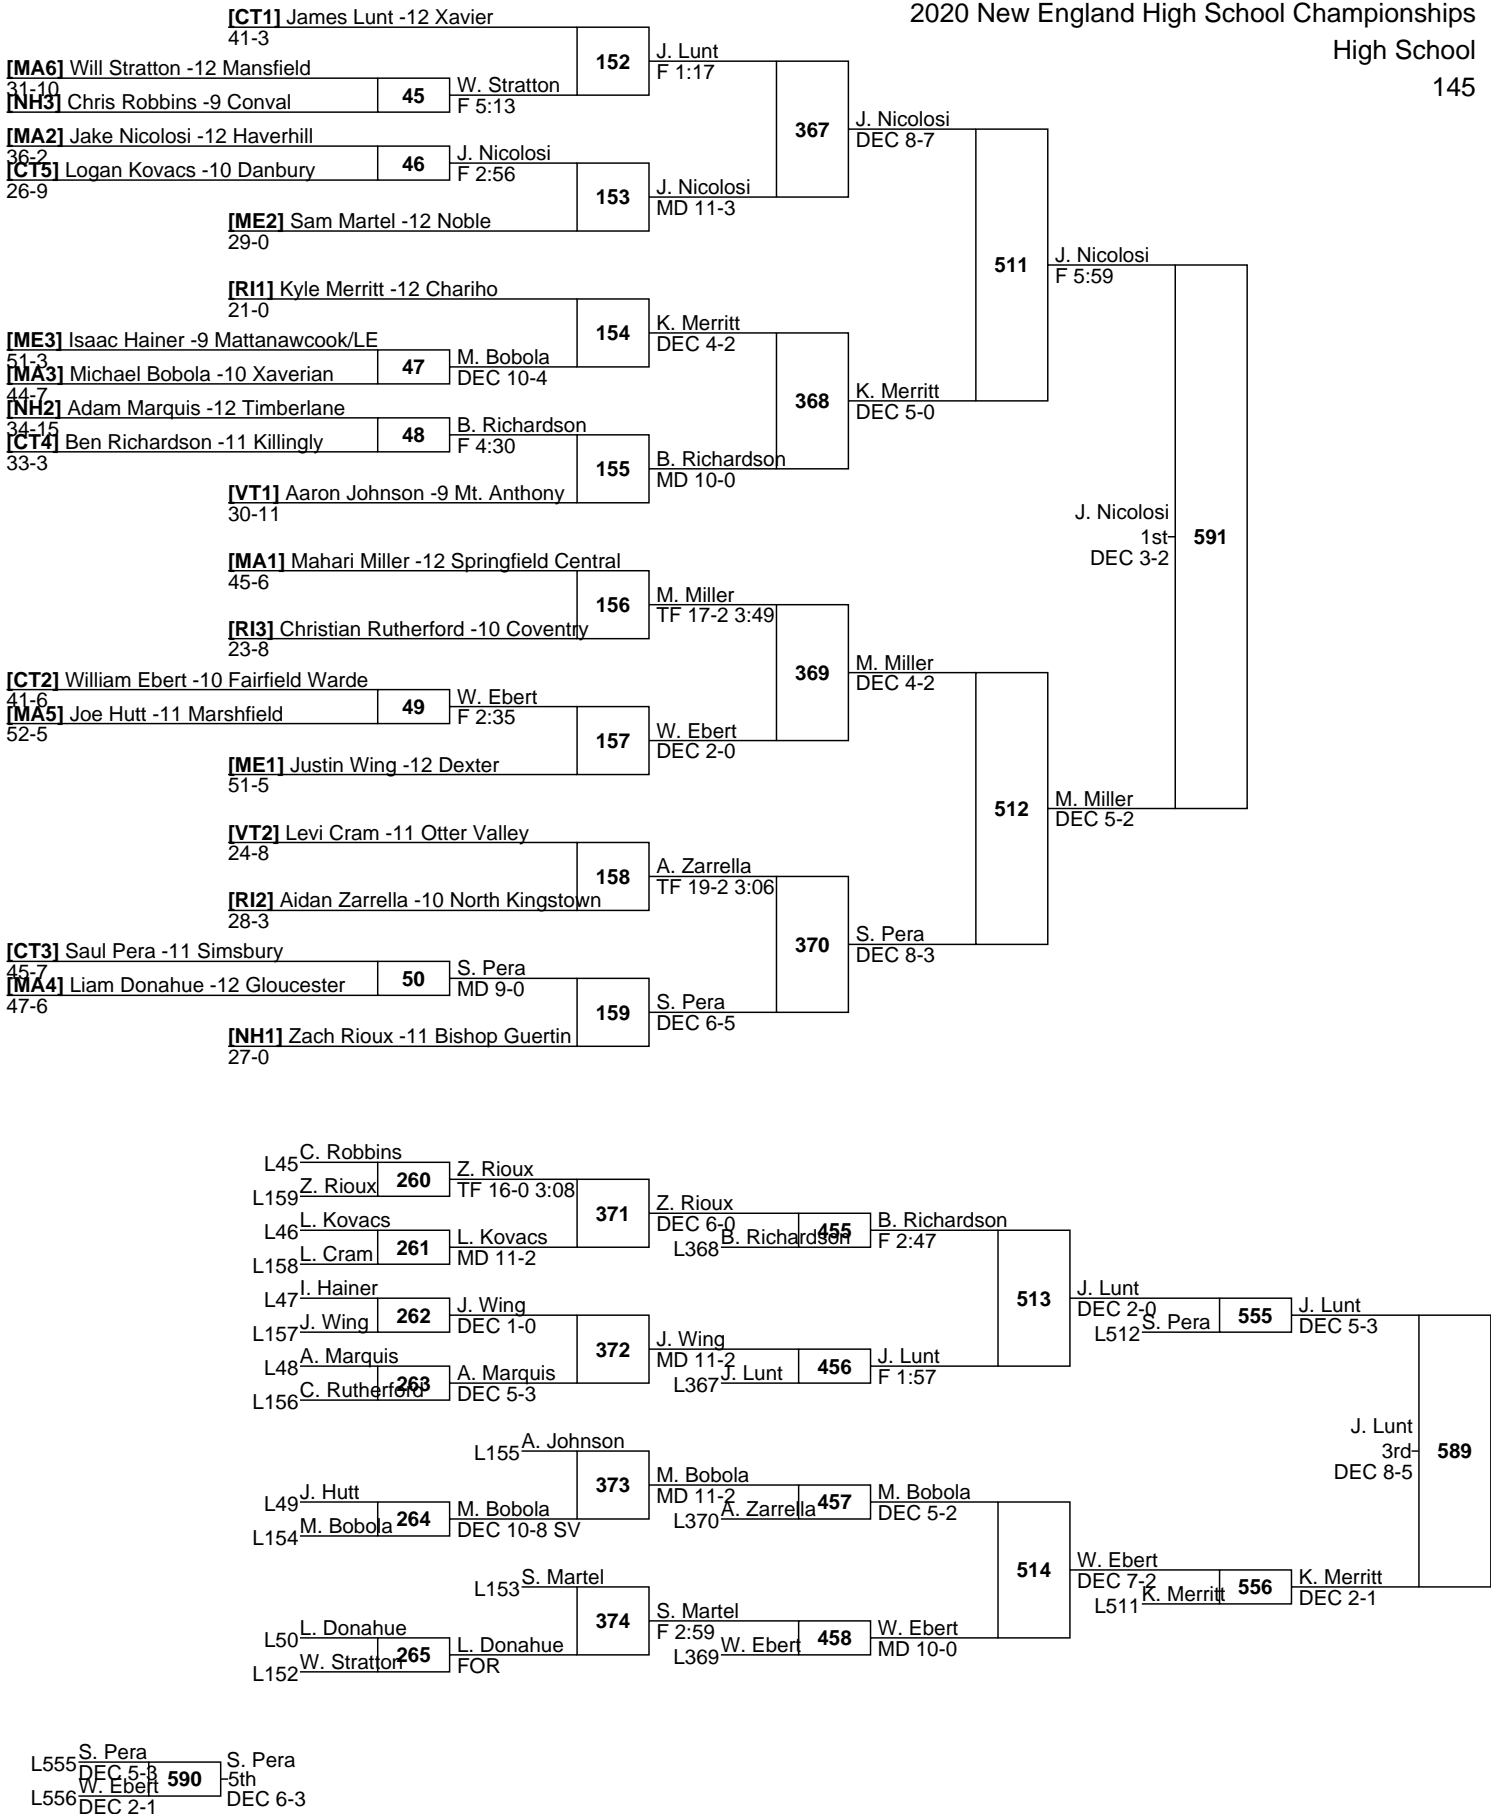 2020 New England High School Championships
High School
145
[CT1] James Lunt -12 Xavier
41-3
152
J. Lunt
F 1:17
[MA6] Will Stratton -12 Mansfield
31-10
[NH3] Chris Robbins -9 Conval
45
W. Stratton
F 5:13
367
J. Nicolosi
DEC 8-7
[MA2] Jake Nicolosi -12 Haverhill
36-2
[CT5] Logan Kovacs -10 Danbury
26-9
46
J. Nicolosi
F 2:56
153
J. Nicolosi
MD 11-3
[ME2] Sam Martel -12 Noble
29-0
511
J. Nicolosi
F 5:59
[RI1] Kyle Merritt -12 Chariho
21-0
154
K. Merritt
DEC 4-2
[ME3] Isaac Hainer -9 Mattanawcook/LE
51-3
[MA3] Michael Bobola -10 Xaverian
44-7
47
M. Bobola
DEC 10-4
368
K. Merritt
DEC 5-0
[NH2] Adam Marquis -12 Timberlane
34-15
[CT4] Ben Richardson -11 Killingly
33-3
48
B. Richardson
F 4:30
155
B. Richardson
MD 10-0
[VT1] Aaron Johnson -9 Mt. Anthony
30-11
J. Nicolosi
1st
DEC 3-2
591
[MA1] Mahari Miller -12 Springfield Central
45-6
156
M. Miller
TF 17-2 3:49
[RI3] Christian Rutherford -10 Coventry
23-8
369
M. Miller
DEC 4-2
[CT2] William Ebert -10 Fairfield Warde
41-6
[MA5] Joe Hutt -11 Marshfield
52-5
49
W. Ebert
F 2:35
157
W. Ebert
DEC 2-0
[ME1] Justin Wing -12 Dexter
51-5
512
M. Miller
DEC 5-2
[VT2] Levi Cram -11 Otter Valley
24-8
158
A. Zarrella
TF 19-2 3:06
[RI2] Aidan Zarrella -10 North Kingstown
28-3
370
S. Pera
DEC 8-3
[CT3] Saul Pera -11 Simsbury
45-7
[MA4] Liam Donahue -12 Gloucester
47-6
50
S. Pera
MD 9-0
159
S. Pera
DEC 6-5
[NH1] Zach Rioux -11 Bishop Guertin
27-0
L45 C. Robbins
L159 Z. Rioux
260
Z. Rioux
TF 16-0 3:08
L46 L. Kovacs
L158 L. Cram
261
L. Kovacs
MD 11-2
371
Z. Rioux
DEC 6-0
L368 B. Richardson
455
B. Richardson
F 2:47
L47 I. Hainer
L157 J. Wing
262
J. Wing
DEC 1-0
L48 A. Marquis
L156 C. Rutherford
263
A. Marquis
DEC 5-3
372
J. Wing
MD 11-2
L367 J. Lunt
456
J. Lunt
F 1:57
513
J. Lunt
DEC 2-0
L512 S. Pera
555
J. Lunt
DEC 5-3
L155 A. Johnson
L49 J. Hutt
L154 M. Bobola
264
M. Bobola
DEC 10-8 SV
373
M. Bobola
MD 11-2
L370 A. Zarrella
457
M. Bobola
DEC 5-2
L153 S. Martel
L50 L. Donahue
L152 W. Stratton
265
L. Donahue
FOR
374
S. Martel
F 2:59
L369 W. Ebert
458
W. Ebert
MD 10-0
514
W. Ebert
DEC 7-2
L511 K. Merritt
556
K. Merritt
DEC 2-1
J. Lunt
3rd
DEC 8-5
589
L555 S. Pera
DEC 5-3
L556 W. Ebert
DEC 2-1
590
S. Pera
5th
DEC 6-3